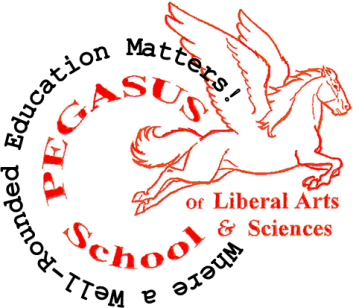 Where a Well-Rounded Education Matters!
PEGASUS
School
Of Liberal Arts
& Sciences